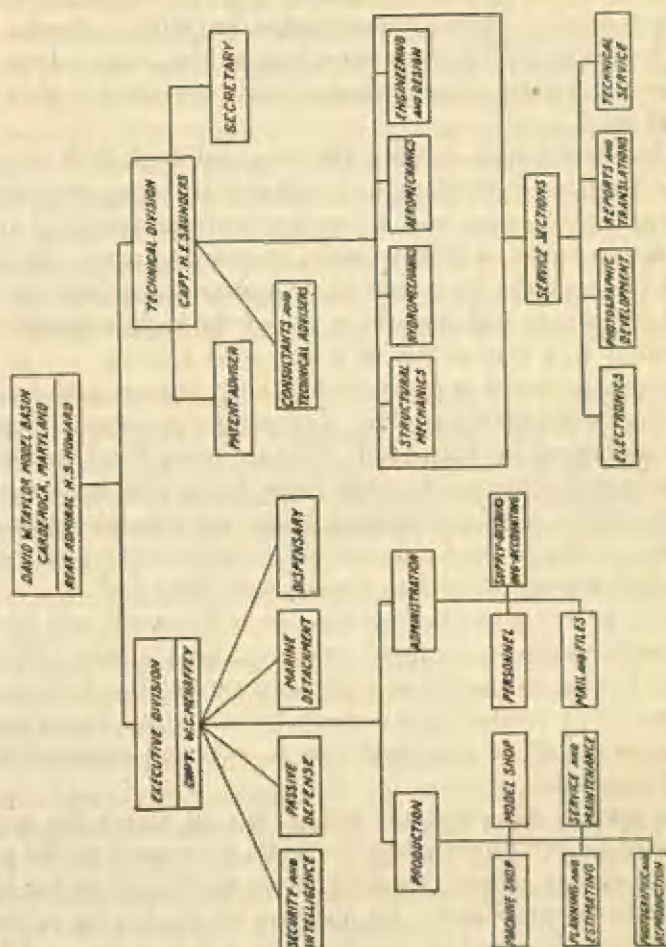 DAVID W. TAYLOR MODEL BASIN
CARDEROCK, MARYLAND
REAR ADMIRAL H.S. HOWARD
EXECUTIVE DIVISION
CAPT. W.C. MEHAFFEY
TECHNICAL DIVISION
CAPT. H.E. SAUNDERS
SECURITY AND
INTELLIGENCE
PASSIVE
DEFENSE
MARINE
DETACHMENT
DISPENSARY
PATENT ADVISER
CONSULTANTS AND
TECHNICAL ADVISERS
SECRETARY
PRODUCTION
ADMINISTRATION
MACHINE SHOP
MODEL SHOP
PLANNING AND
ESTIMATING
SERVICE AND
MAINTENANCE
PHOTOGRAPHIC AND
REPRODUCTION
PERSONNEL
SUPPLY-DISBURS-
ING-ACCOUNTING
MAIL AND FILES
STRUCTURAL
MECHANICS
HYDROMECHANICS
AEROMECHANICS
ENGINEERING
AND DESIGN
SERVICE SECTIONS
ELECTRONICS
PHOTOGRAPHIC
DEVELOPMENT
REPORTS AND
TRANSLATIONS
TECHNICAL
SERVICE